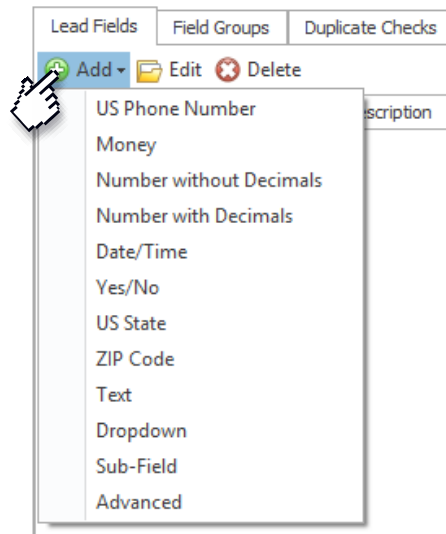 Lead Fields Field Groups Duplicate Checks
Add Edit Delete
US Phone Number
escription
Money
Number without Decimals
Number with Decimals
Date/Time
Yes/No
US State
ZIP Code
Text
Dropdown
Sub-Field
Advanced